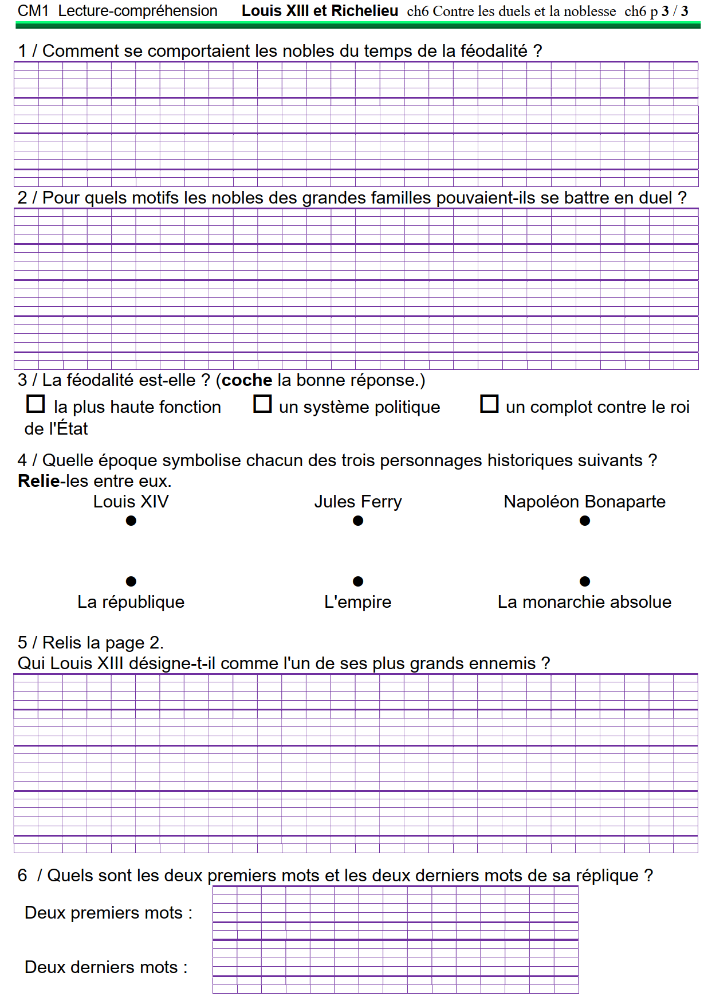 CM1 Lecture-compréhension Louis XIII et Richelieu ch6 Contre les duels et la noblesse ch6 p 3 / 3
1 / Comment se comportaient les nobles du temps de la féodalité ?
2 / Pour quels motifs les nobles des grandes familles pouvaient-ils se battre en duel ?
3 / La féodalité est-elle ? (coche la bonne réponse.)
la plus haute fonction un système politique un complot contre le roi
de l'État
4 / Quelle époque symbolise chacun des trois personnages historiques suivants ?
Relie-les entre eux.
Louis XIV Jules Ferry Napoléon Bonaparte
La république L'empire La monarchie absolue
5 / Relis la page 2.
Qui Louis XIII désigne-t-il comme l'un de ses plus grands ennemis ?
6 / Quels sont les deux premiers mots et les deux derniers mots de sa réplique ?
Deux premiers mots :
Deux derniers mots :